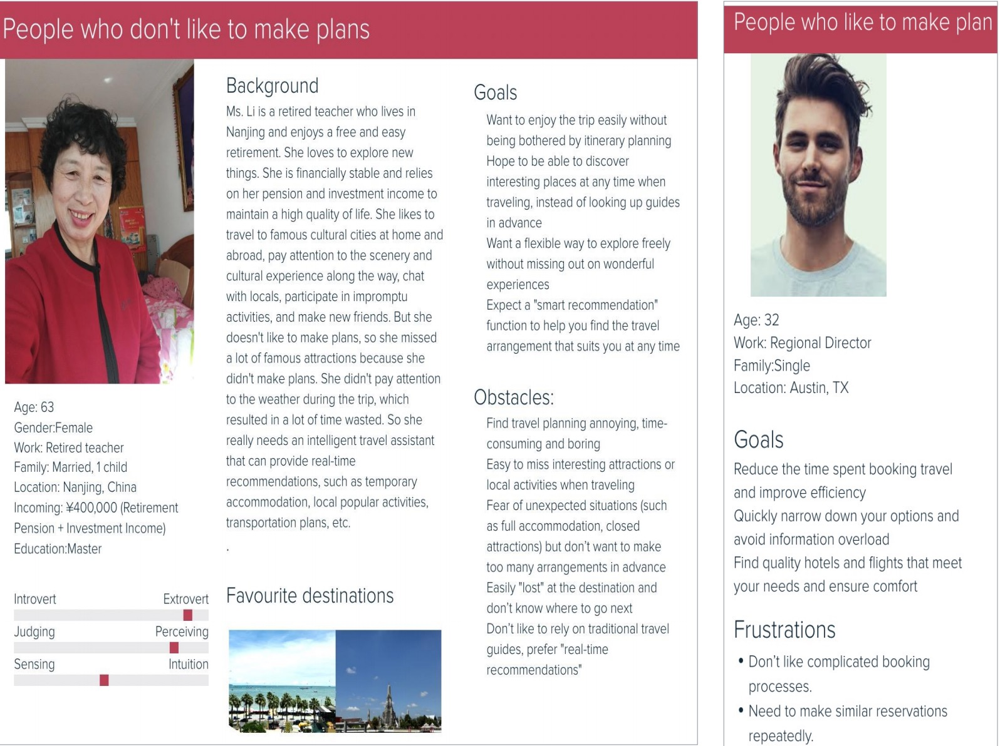 People who don't like to make plans
Age: 63
Gender:Female
Work: Retired teacher
Family: Married, 1 child
Location: Nanjing, China
Incoming: ¥400,000 (Retirement
Pension + Investment Income)
Education:Master
Introvert Extrovert
Judging Perceiving
Sensing Intuition
Background
Ms. Li is a retired teacher who lives in
Nanjing and enjoys a free and easy
retirement. She loves to explore new
things. She is financially stable and relies
on her pension and investment income to
maintain a high quality of life. She likes to
travel to famous cultural cities at home and
abroad, pay attention to the scenery and
cultural experience along the way, chat
with locals, participate in impromptu
activities, and make new friends. But she
doesn't like to make plans, so she missed
a lot of famous attractions because she
didn't make plans. She didn't pay attention
to the weather during the trip, which
resulted in a lot of time wasted. So she
really needs an intelligent travel assistant
that can provide real-time
recommendations, such as temporary
accommodation, local popular activities,
transportation plans, etc.
.
Favourite destinations
Goals
Want to enjoy the trip easily without
being bothered by itinerary planning
Hope to be able to discover
interesting places at any time when
traveling, instead of looking up guides
in advance
Want a flexible way to explore freely
without missing out on wonderful
experiences
Expect a "smart recommendation"
function to help you find the travel
arrangement that suits you at any time
Obstacles:
Find travel planning annoying, time-
consuming and boring
Easy to miss interesting attractions or
local activities when traveling
Fear of unexpected situations (such
as full accommodation, closed
attractions) but don't want to make
too many arrangements in advance
Easily "lost" at the destination and
don't know where to go next
Don't like to rely on traditional travel
guides, prefer "real-time
recommendations"
People who like to make plan
Age: 32
Work: Regional Director
Family:Single
Location: Austin, TX
Goals
Reduce the time spent booking travel
and improve efficiency
Quickly narrow down your options and
avoid information overload
Find quality hotels and flights that meet
your needs and ensure comfort
Frustrations
• Don't like complicated booking
processes.
• Need to make similar reservations
repeatedly.